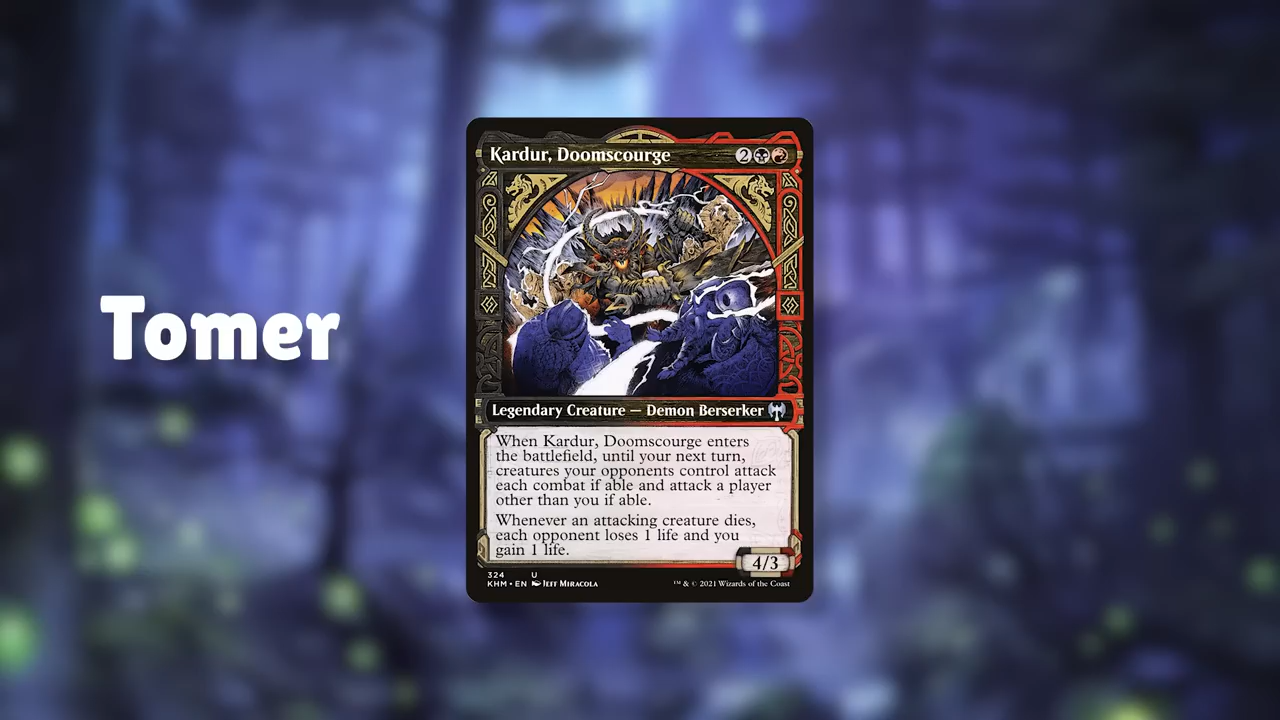 Tomer
Kardur, Doomscourge 2
Legendary Creature — Demon Berserker
When Kardur, Doomscourge enters
the battlefield, until your next turn,
creatures your opponents control attack
each combat if able and attack a player
other than you if able.
Whenever an attacking creature dies,
each opponent loses 1 life and you
gain 1 life.
4/3
324 U
KHM • EN Jeff Miracola
™ & © 2021 Wizards of the Coast